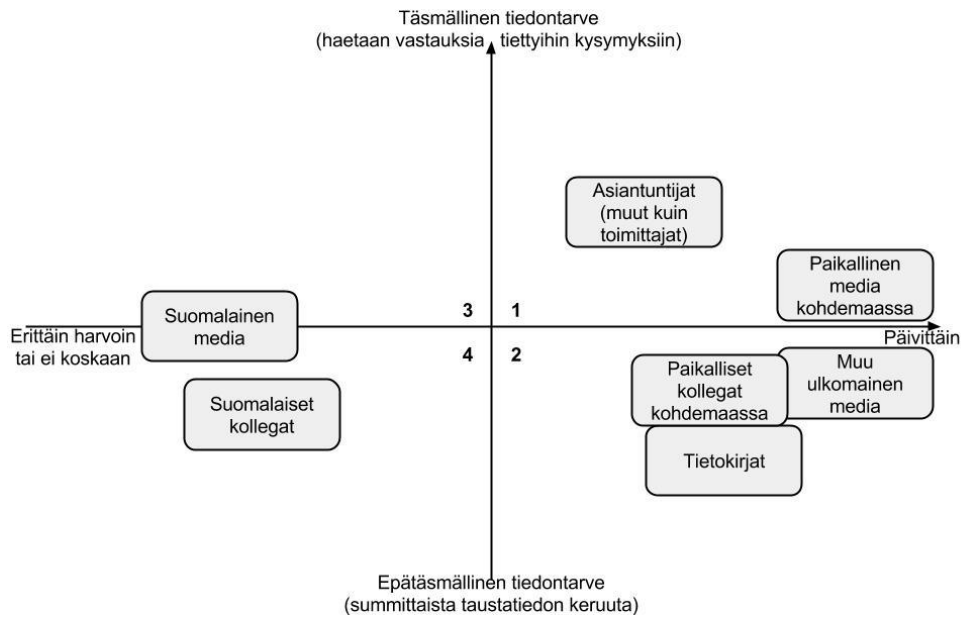 Täsmällinen tiedontarve
(haetaan vastauksia tiettyihin kysymyksiin)
Asiantuntijat
(muut kuin
toimittajat)
Paikallinen
media
kohdemaassa
Suomalainen
media
3 1
Erittäin harvoin
tai ei koskaan
Päivittäin
4 2
Paikalliset
kollegat
kohdemaassa
Muu
ulkomainen
media
Suomalaiset
kollegat
Tietokirjat
Epätäsmällinen tiedontarve
(summittaista taustatiedon keruuta)